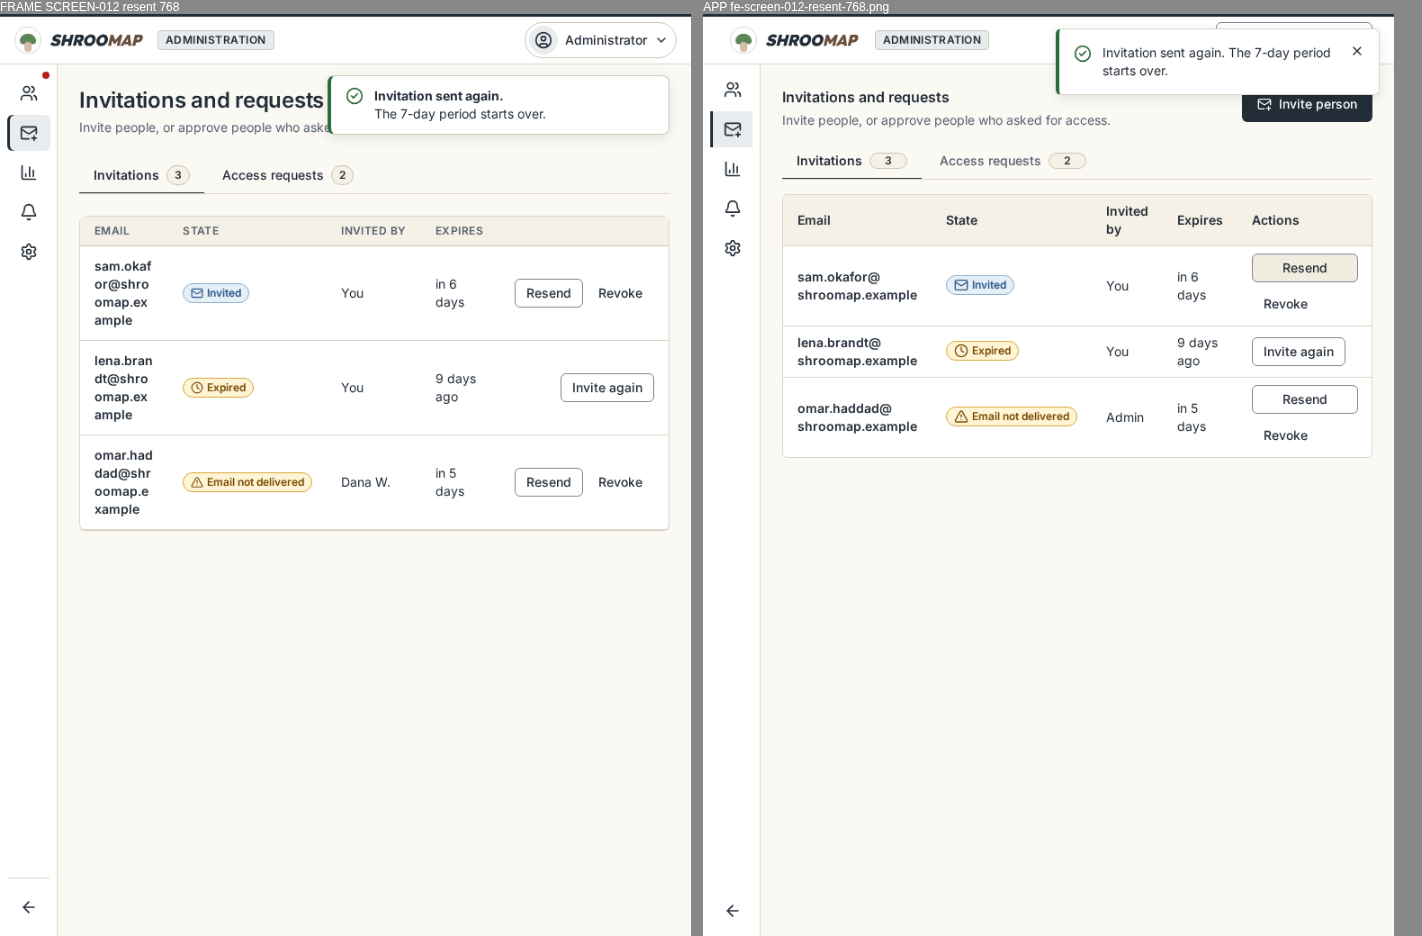 FRAME SCREEN-012 resent 768
SHROOMAP
ADMINISTRATION
Administrator
Invitations and requests
Invitation sent again.
The 7-day period starts over.
Invite people, or approve people who aske
Invitations 3
Access requests 2
EMAIL STATE INVITED BY EXPIRES
sam.okaf
or@shro
omap.ex
ample
Invited
You
in 6
days
Resend
Revoke
lena.bran
dt@shro
omap.ex
ample
Expired
You
9 days
ago
Invite again
omar.had
dad@shr
oomap.e
xample
Email not delivered
Dana W.
in 5
days
Resend
Revoke
APP fe-screen-012-resent-768.png
SHROOMAP
ADMINISTRATION
Invitation sent again. The 7-day period
starts over.
Invitations and requests
Invite people, or approve people who asked for access.
Invite person
Invitations 3
Access requests 2
Email
State
Invited
by
Expires
Actions
sam.okafor@
shroomap.example
Invited
You
in 6
days
Resend
Revoke
lena.brandt@
shroomap.example
Expired
You
9 days
ago
Invite again
omar.haddad@
shroomap.example
Email not delivered
Admin
in 5
days
Resend
Revoke